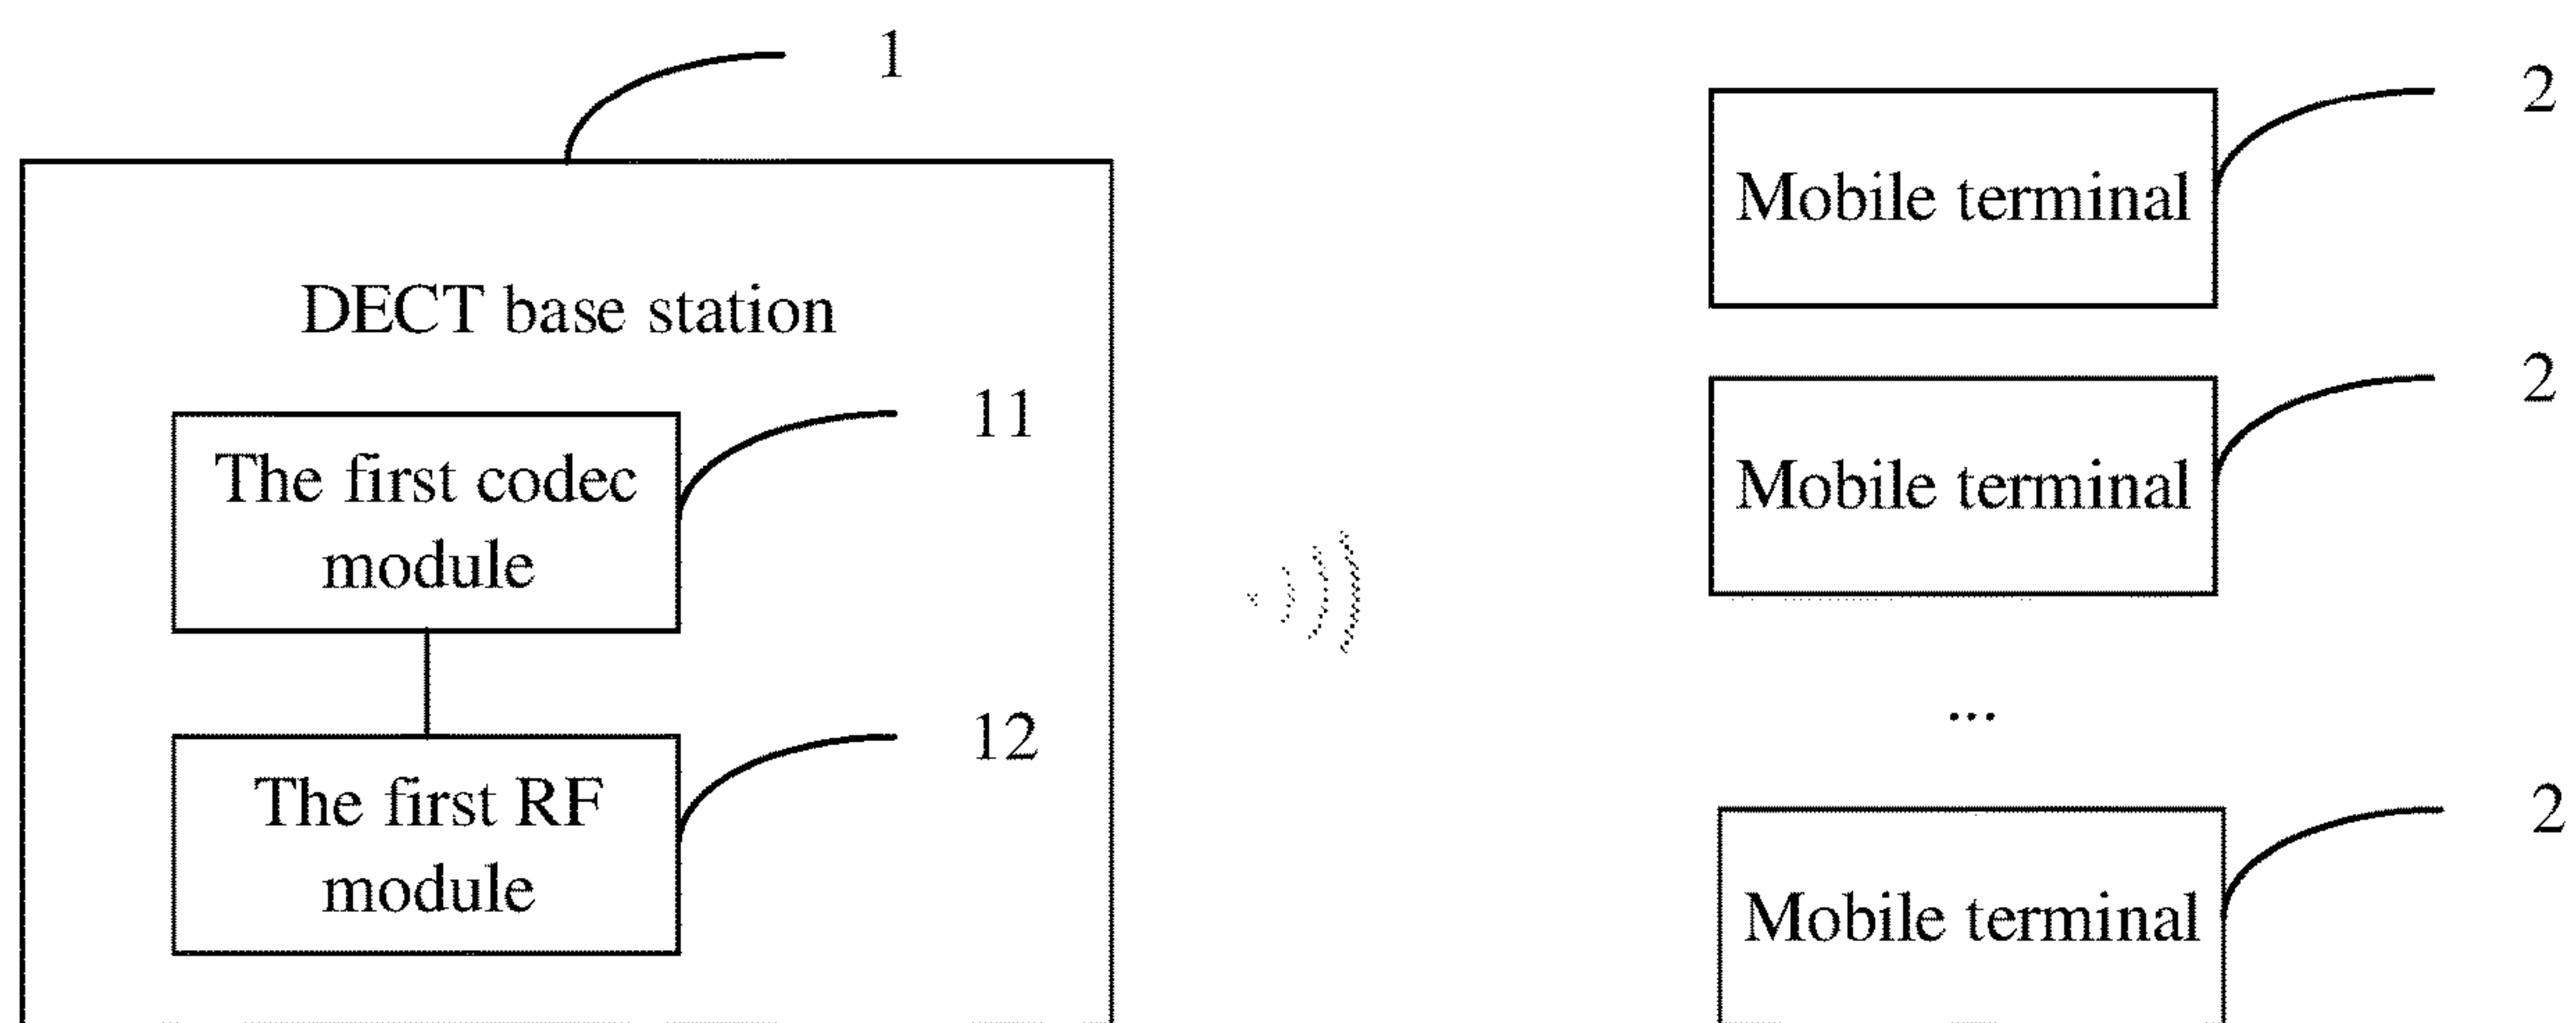 1
DECT base station
11
The first codec
module
12
The first RF
module
2
Mobile terminal
2
Mobile terminal
...
2
Mobile terminal